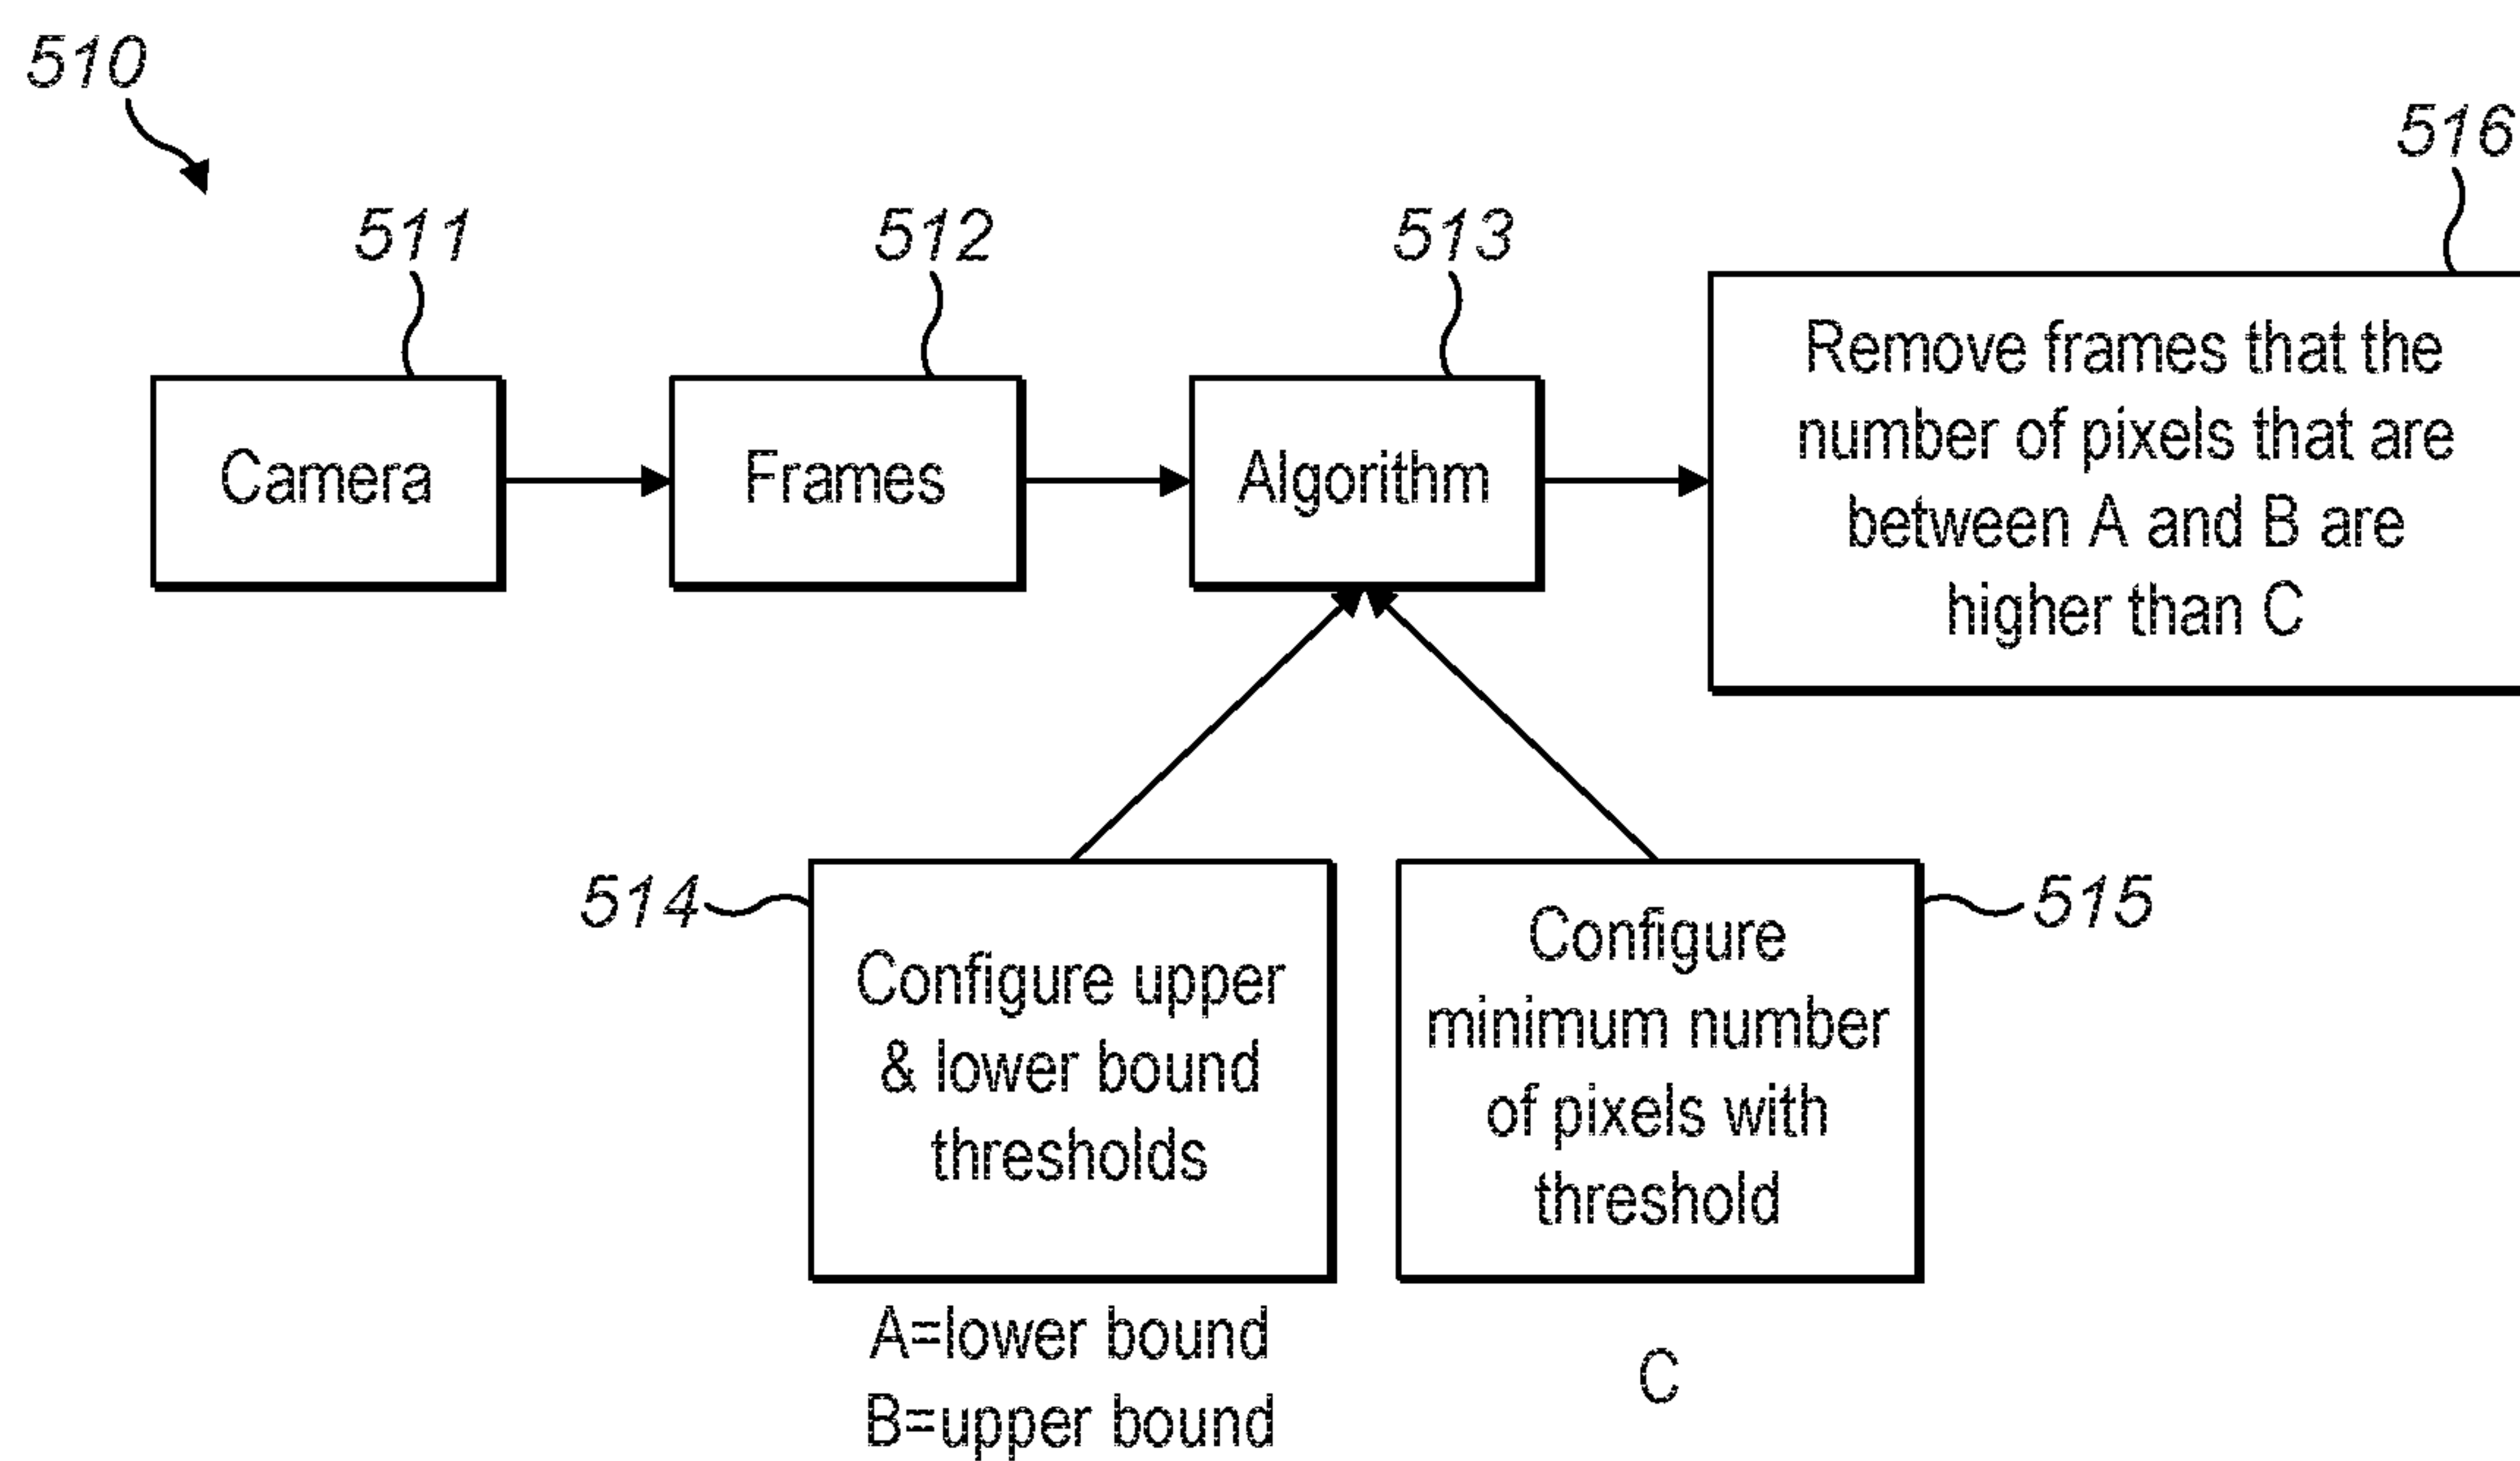 510
516
511
512
513
Remove frames that the
number of pixels that are
between A and B are
higher than C
Camera
Frames
Algorithm
514
515
Configure upper
& lower bound
thresholds
Configure
minimum number
of pixels with
threshold
A=lower bound
B=upper bound
C